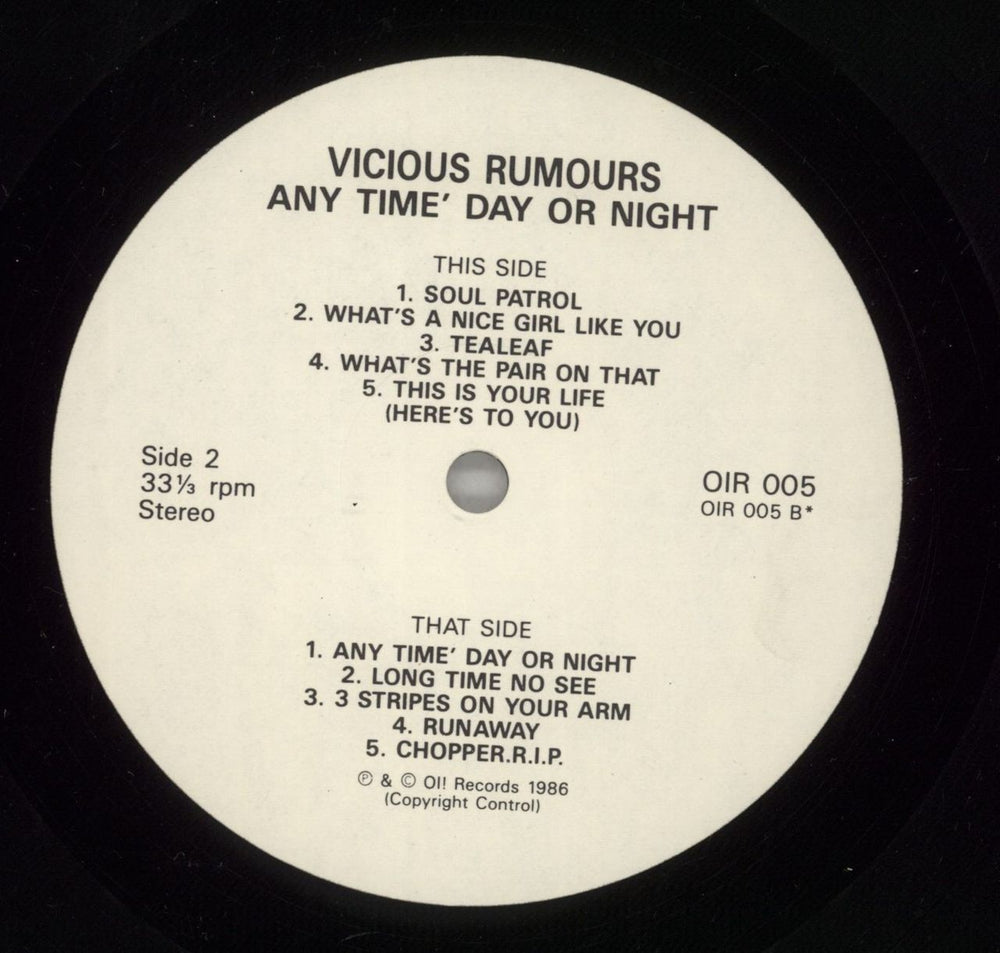 VICIOUS RUMOURS
ANY TIME' DAY OR NIGHT
THIS SIDE
1. SOUL PATROL
2. WHAT'S A NICE GIRL LIKE YOU
3. TEALEAF
4. WHAT'S THE PAIR ON THAT
5. THIS IS YOUR LIFE
(HERE'S TO YOU)
Side 2
33⅓ rpm
Stereo
OIR 005
OIR 005 B*
THAT SIDE
1. ANY TIME' DAY OR NIGHT
2. LONG TIME NO SEE
3. 3 STRIPES ON YOUR ARM
4. RUNAWAY
5. CHOPPER.R.I.P.
℗ & © OI! Records 1986
(Copyright Control)